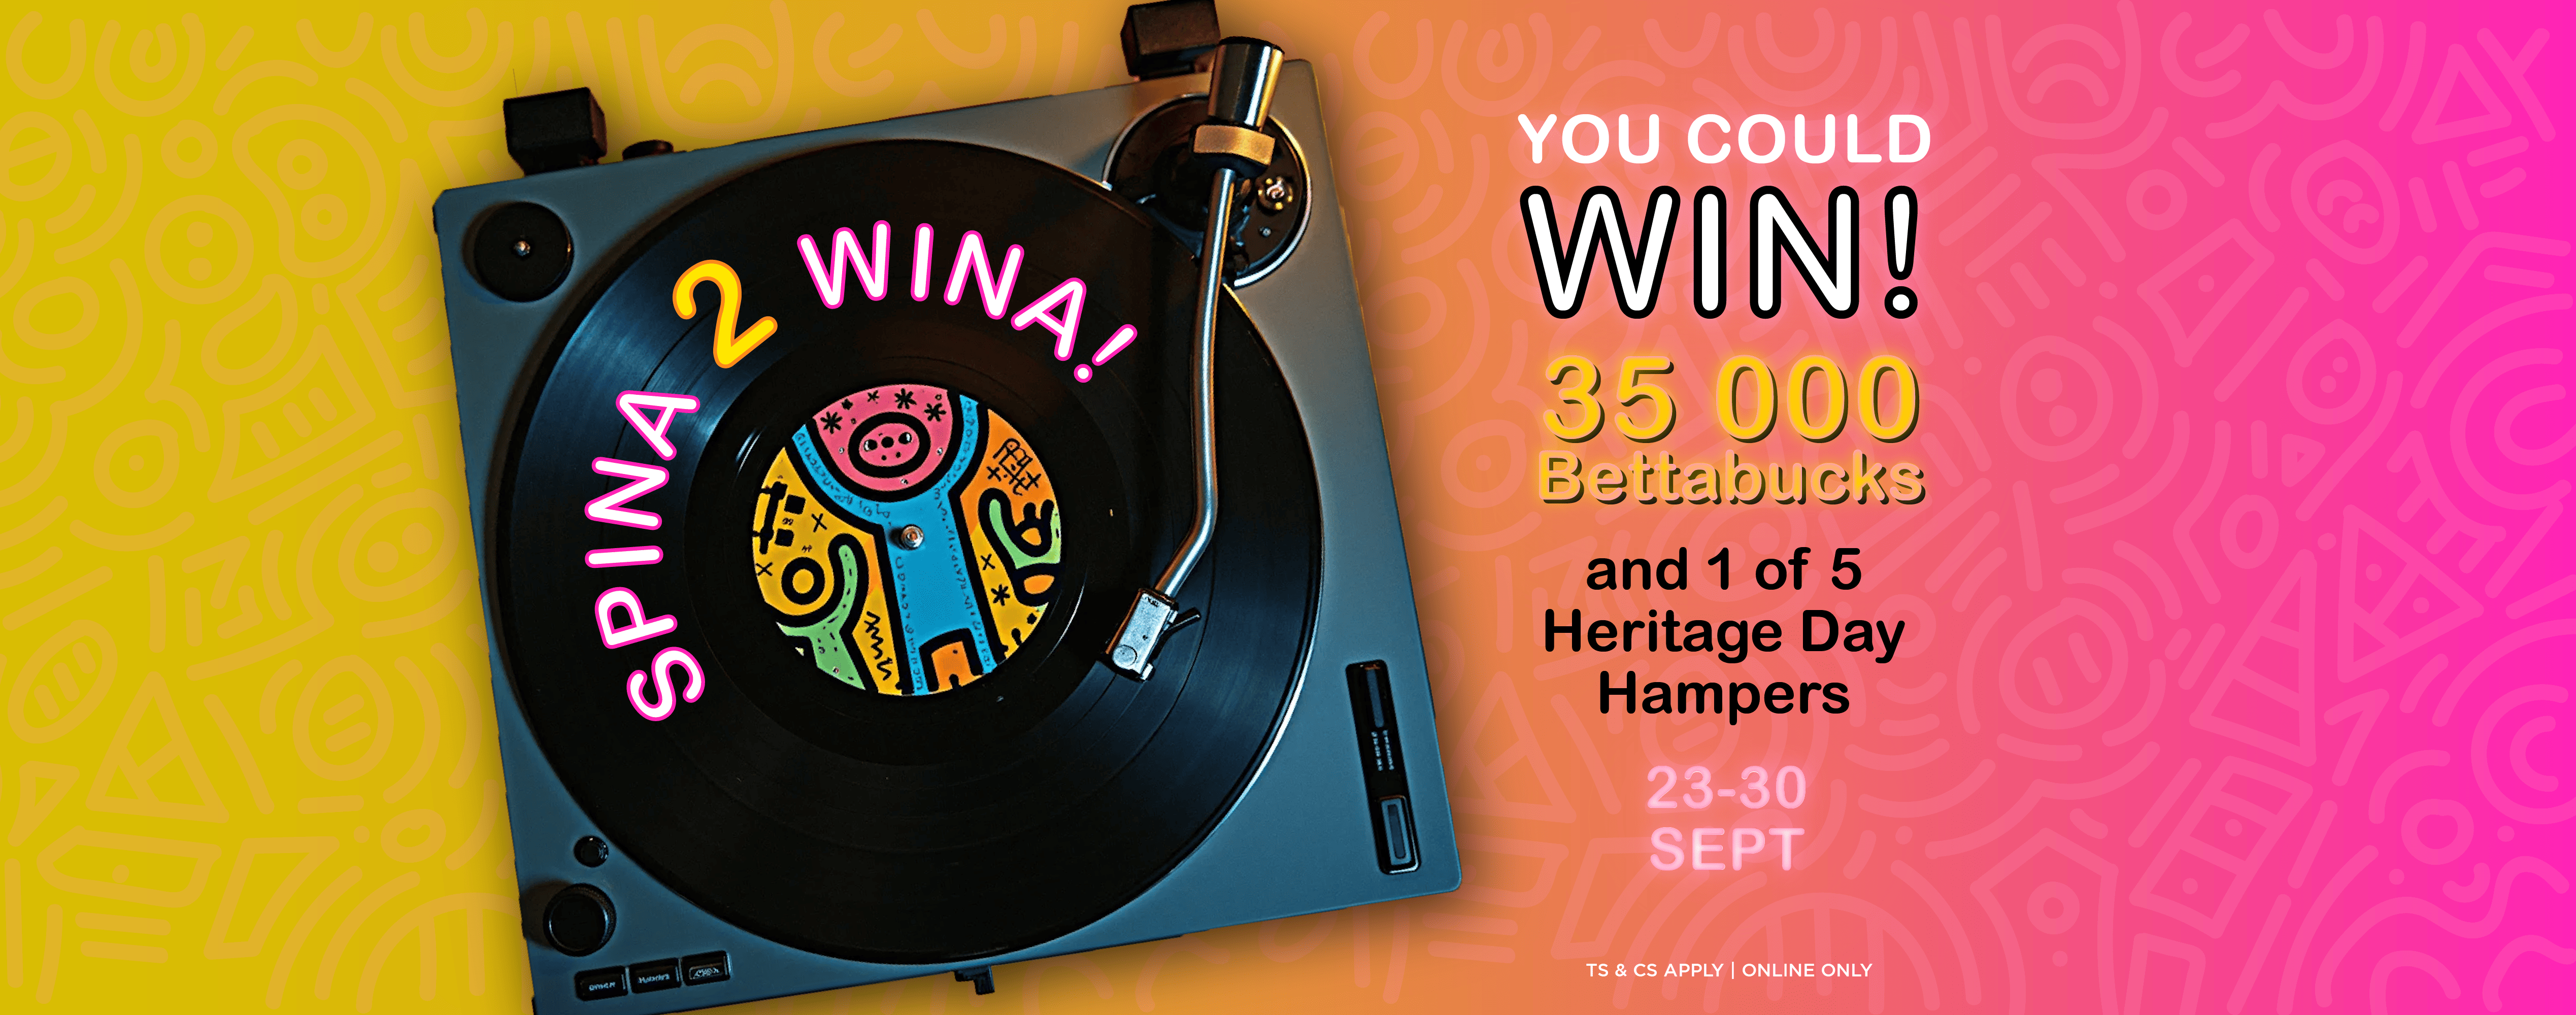 SPINA 2 WINA!
YOU COULD
WIN!
35 000
Bettabucks
and 1 of 5
Heritage Day
Hampers
23-30
SEPT
TS & CS APPLY | ONLINE ONLY